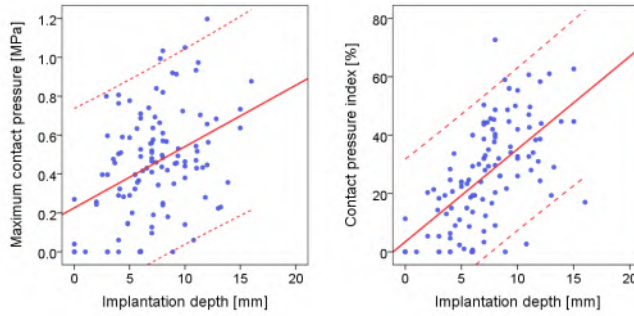 Maximum contact pressure [MPa]
1.2
1.0
0.8
0.6
0.4
0.2
0.0
0 5 10 15 20
Implantation depth [mm]
Contact pressure index [%]
80
60
40
20
0
0 5 10 15 20
Implantation depth [mm]